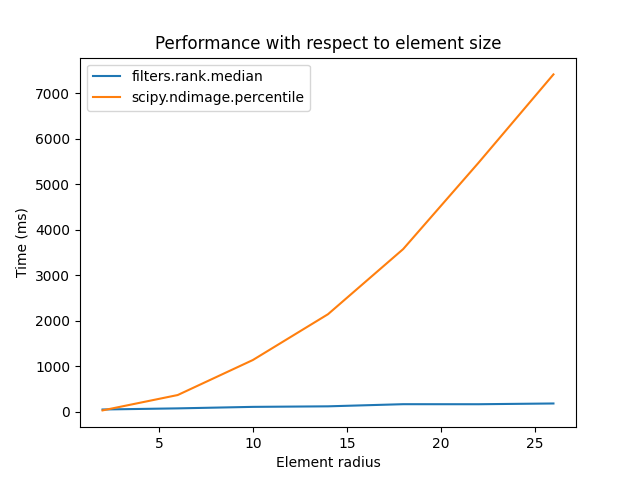 Performance with respect to element size
filters.rank.median
scipy.ndimage.percentile
Time (ms)
7000
6000
5000
4000
3000
2000
1000
0
5
10
15
20
25
Element radius